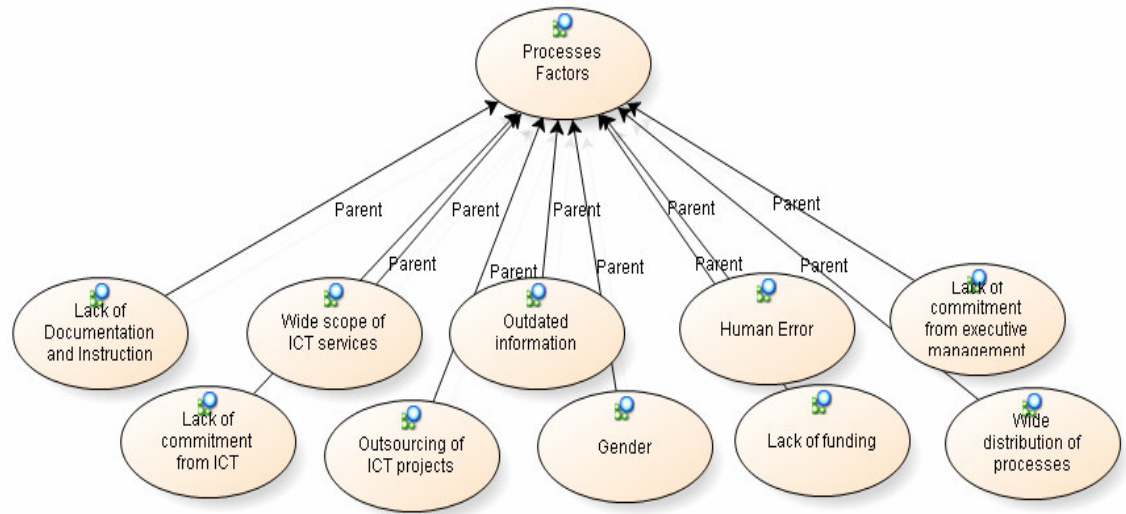 Processes
Factors
Parent
Parent
Parent
Parent
Parent
Parent
Parent
Parent
Parent
Parent
Lack of
Documentation
and Instruction
Wide scope of
ICT services
Outdated
information
Human Error
Lack of
commitment
from executive
management
Lack of
commitment
from ICT
Outsourcing of
ICT projects
Gender
Lack of funding
Wide
distribution of
processes